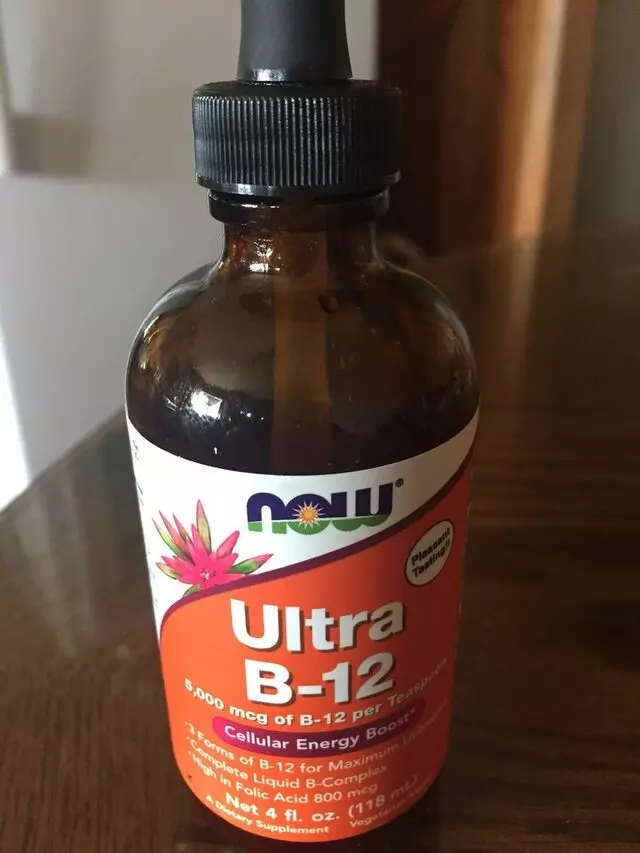 now®
Pleasant
Tasting!!
Ultra
B-12
5,000 mcg of B-12 per Teaspoon
Cellular Energy Boost*
Forms of B-12 for Maximum
Complete Liquid B-Complex
High in Folic Acid 800 mcg
Net 4 fl. oz. (118 mL)
A Dietary Supplement
Vegetarian